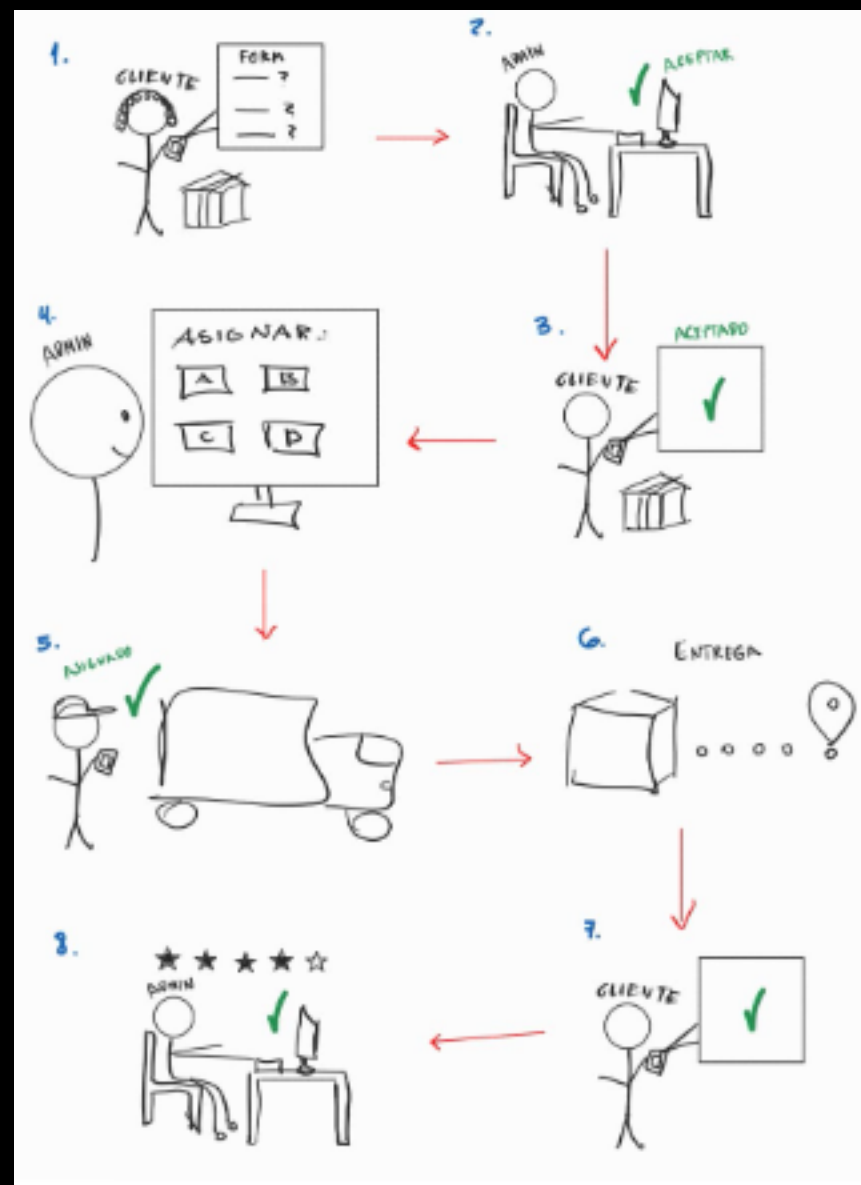 1.
CLIENTE
FORM
?
?
?
2.
ADMIN
ACEPTAR
3.
CLIENTE
ACEPTADO
4.
ADMIN
ASIGNAR:
A B
C D
5.
ASIGNADO
6.
ENTREGA
7.
CLIENTE
8.
ADMIN